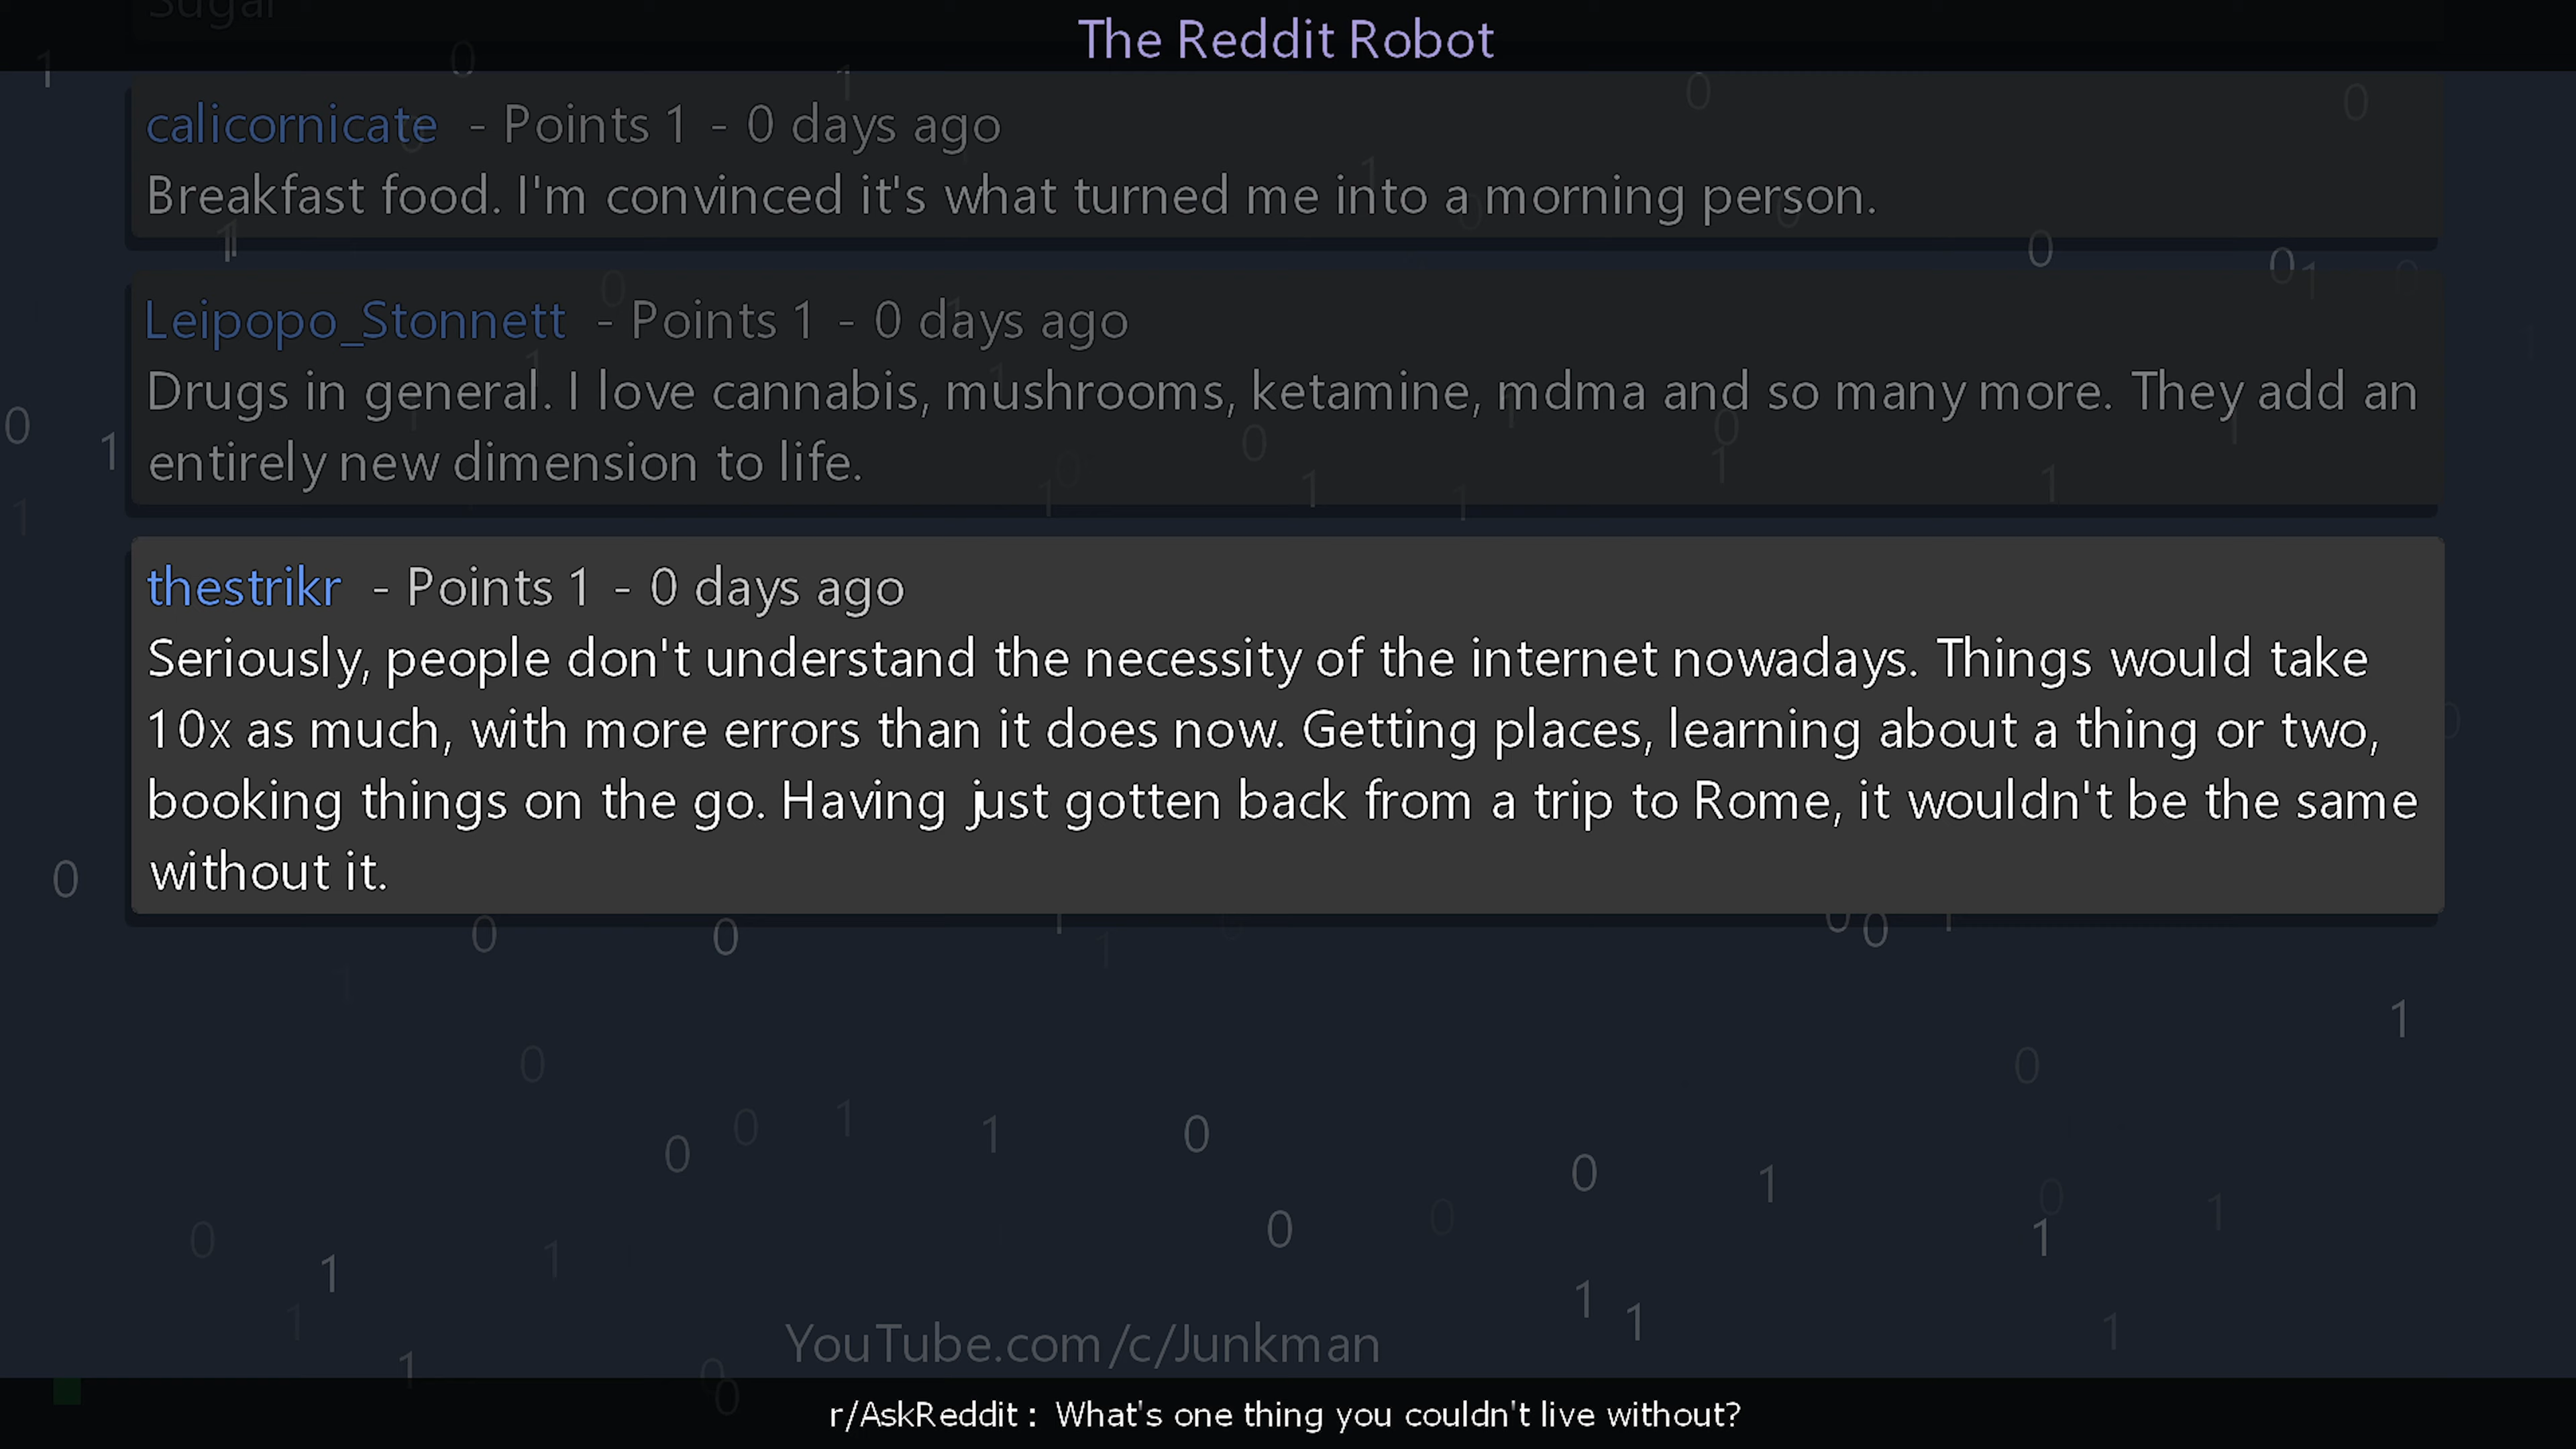 Sugar
The Reddit Robot
calicornicate - Points 1 - 0 days ago
Breakfast food. I'm convinced it's what turned me into a morning person.
Leipopo_Stonnett - Points 1 - 0 days ago
Drugs in general. I love cannabis, mushrooms, ketamine, mdma and so many more. They add an
entirely new dimension to life.
thestrikr - Points 1 - 0 days ago
Seriously, people don't understand the necessity of the internet nowadays. Things would take
10x as much, with more errors than it does now. Getting places, learning about a thing or two,
booking things on the go. Having just gotten back from a trip to Rome, it wouldn't be the same
without it.
YouTube.com/c/Junkman
r/AskReddit : What's one thing you couldn't live without?